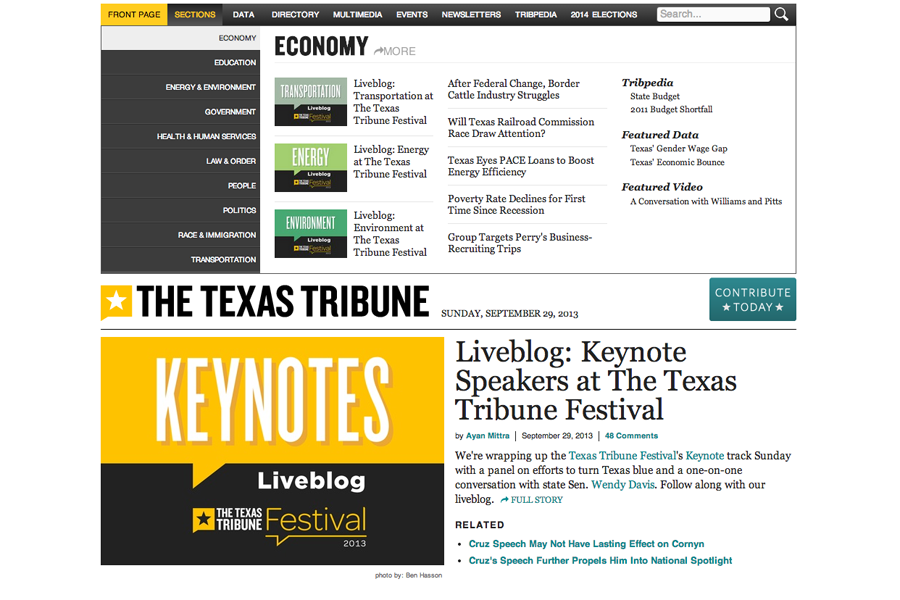 FRONT PAGE SECTIONS DATA DIRECTORY MULTIMEDIA EVENTS NEWSLETTERS TRIBPEDIA 2014 ELECTIONS Search...
ECONOMY
EDUCATION
ENERGY & ENVIRONMENT
GOVERNMENT
HEALTH & HUMAN SERVICES
LAW & ORDER
PEOPLE
POLITICS
RACE & IMMIGRATION
TRANSPORTATION
ECONOMY MORE
TRANSPORTATION
Liveblog
Festival
Liveblog:
Transportation at
The Texas
Tribune Festival
ENERGY
Liveblog
Festival
Liveblog: Energy
at The Texas
Tribune Festival
ENVIRONMENT
Liveblog
Festival
Liveblog:
Environment at
The Texas
Tribune Festival
After Federal Change, Border
Cattle Industry Struggles
Will Texas Railroad Commission
Race Draw Attention?
Texas Eyes PACE Loans to Boost
Energy Efficiency
Poverty Rate Declines for First
Time Since Recession
Group Targets Perry's Business-
Recruiting Trips
Tribpedia
State Budget
2011 Budget Shortfall
Featured Data
Texas' Gender Wage Gap
Texas' Economic Bounce
Featured Video
A Conversation with Williams and Pitts
THE TEXAS TRIBUNE
SUNDAY, SEPTEMBER 29, 2013
CONTRIBUTE
TODAY
KEYNOTES
Liveblog
THE TEXAS
TRIBUNE
Festival
2013
photo by: Ben Hasson
Liveblog: Keynote
Speakers at The Texas
Tribune Festival
by Ayan Mittra | September 29, 2013 | 48 Comments
We're wrapping up the Texas Tribune Festival's Keynote track Sunday
with a panel on efforts to turn Texas blue and a one-on-one
conversation with state Sen. Wendy Davis. Follow along with our
liveblog. FULL STORY
RELATED
• Cruz Speech May Not Have Lasting Effect on Cornyn
• Cruz's Speech Further Propels Him Into National Spotlight